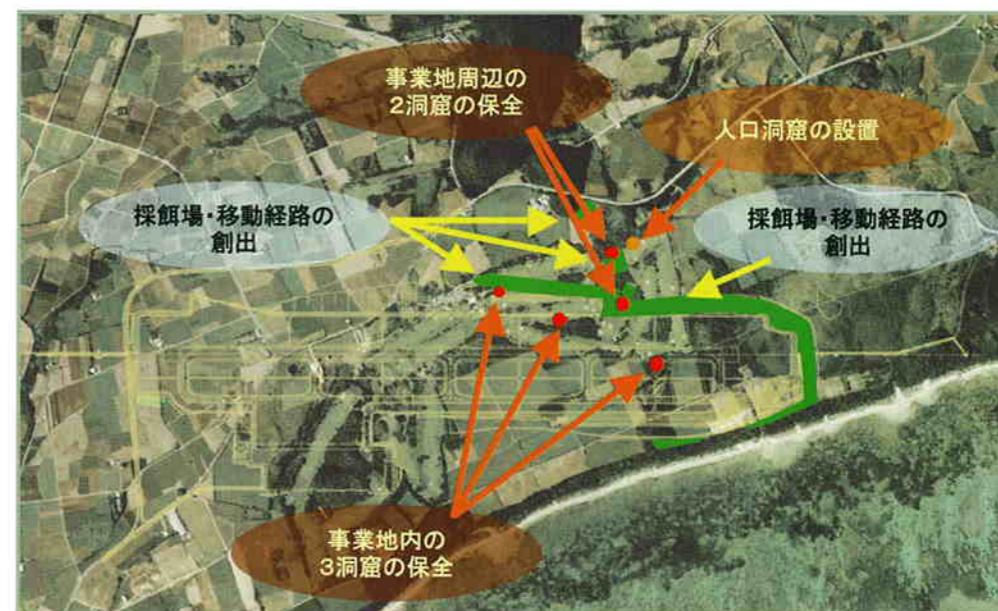 事業地周辺の
2洞窟の保全
人口洞窟の設置
採餌場・移動経路の
創出
採餌場・移動経路の
創出
事業地内の
3洞窟の保全